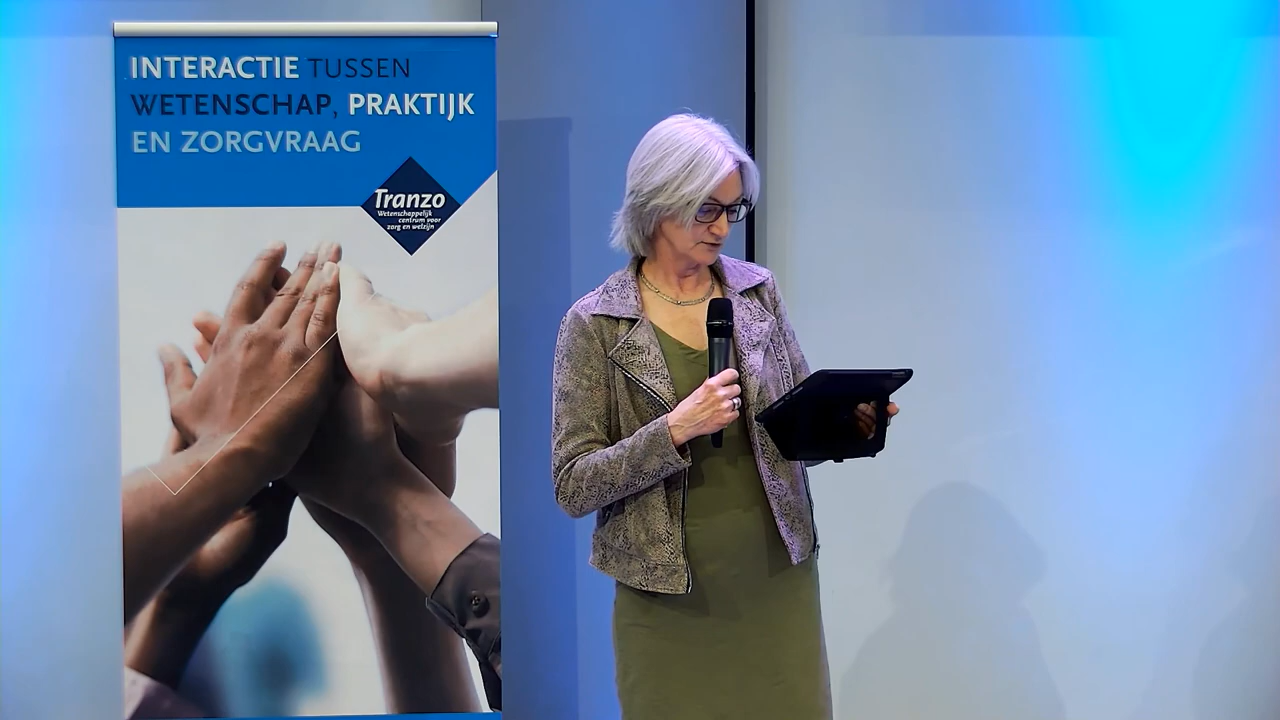 INTERACTIE TUSSEN
WETENSCHAP, PRAKTIJK
EN ZORGVRAAG
Tranzo
Wetenschappelijk
centrum voor
zorg en welzijn